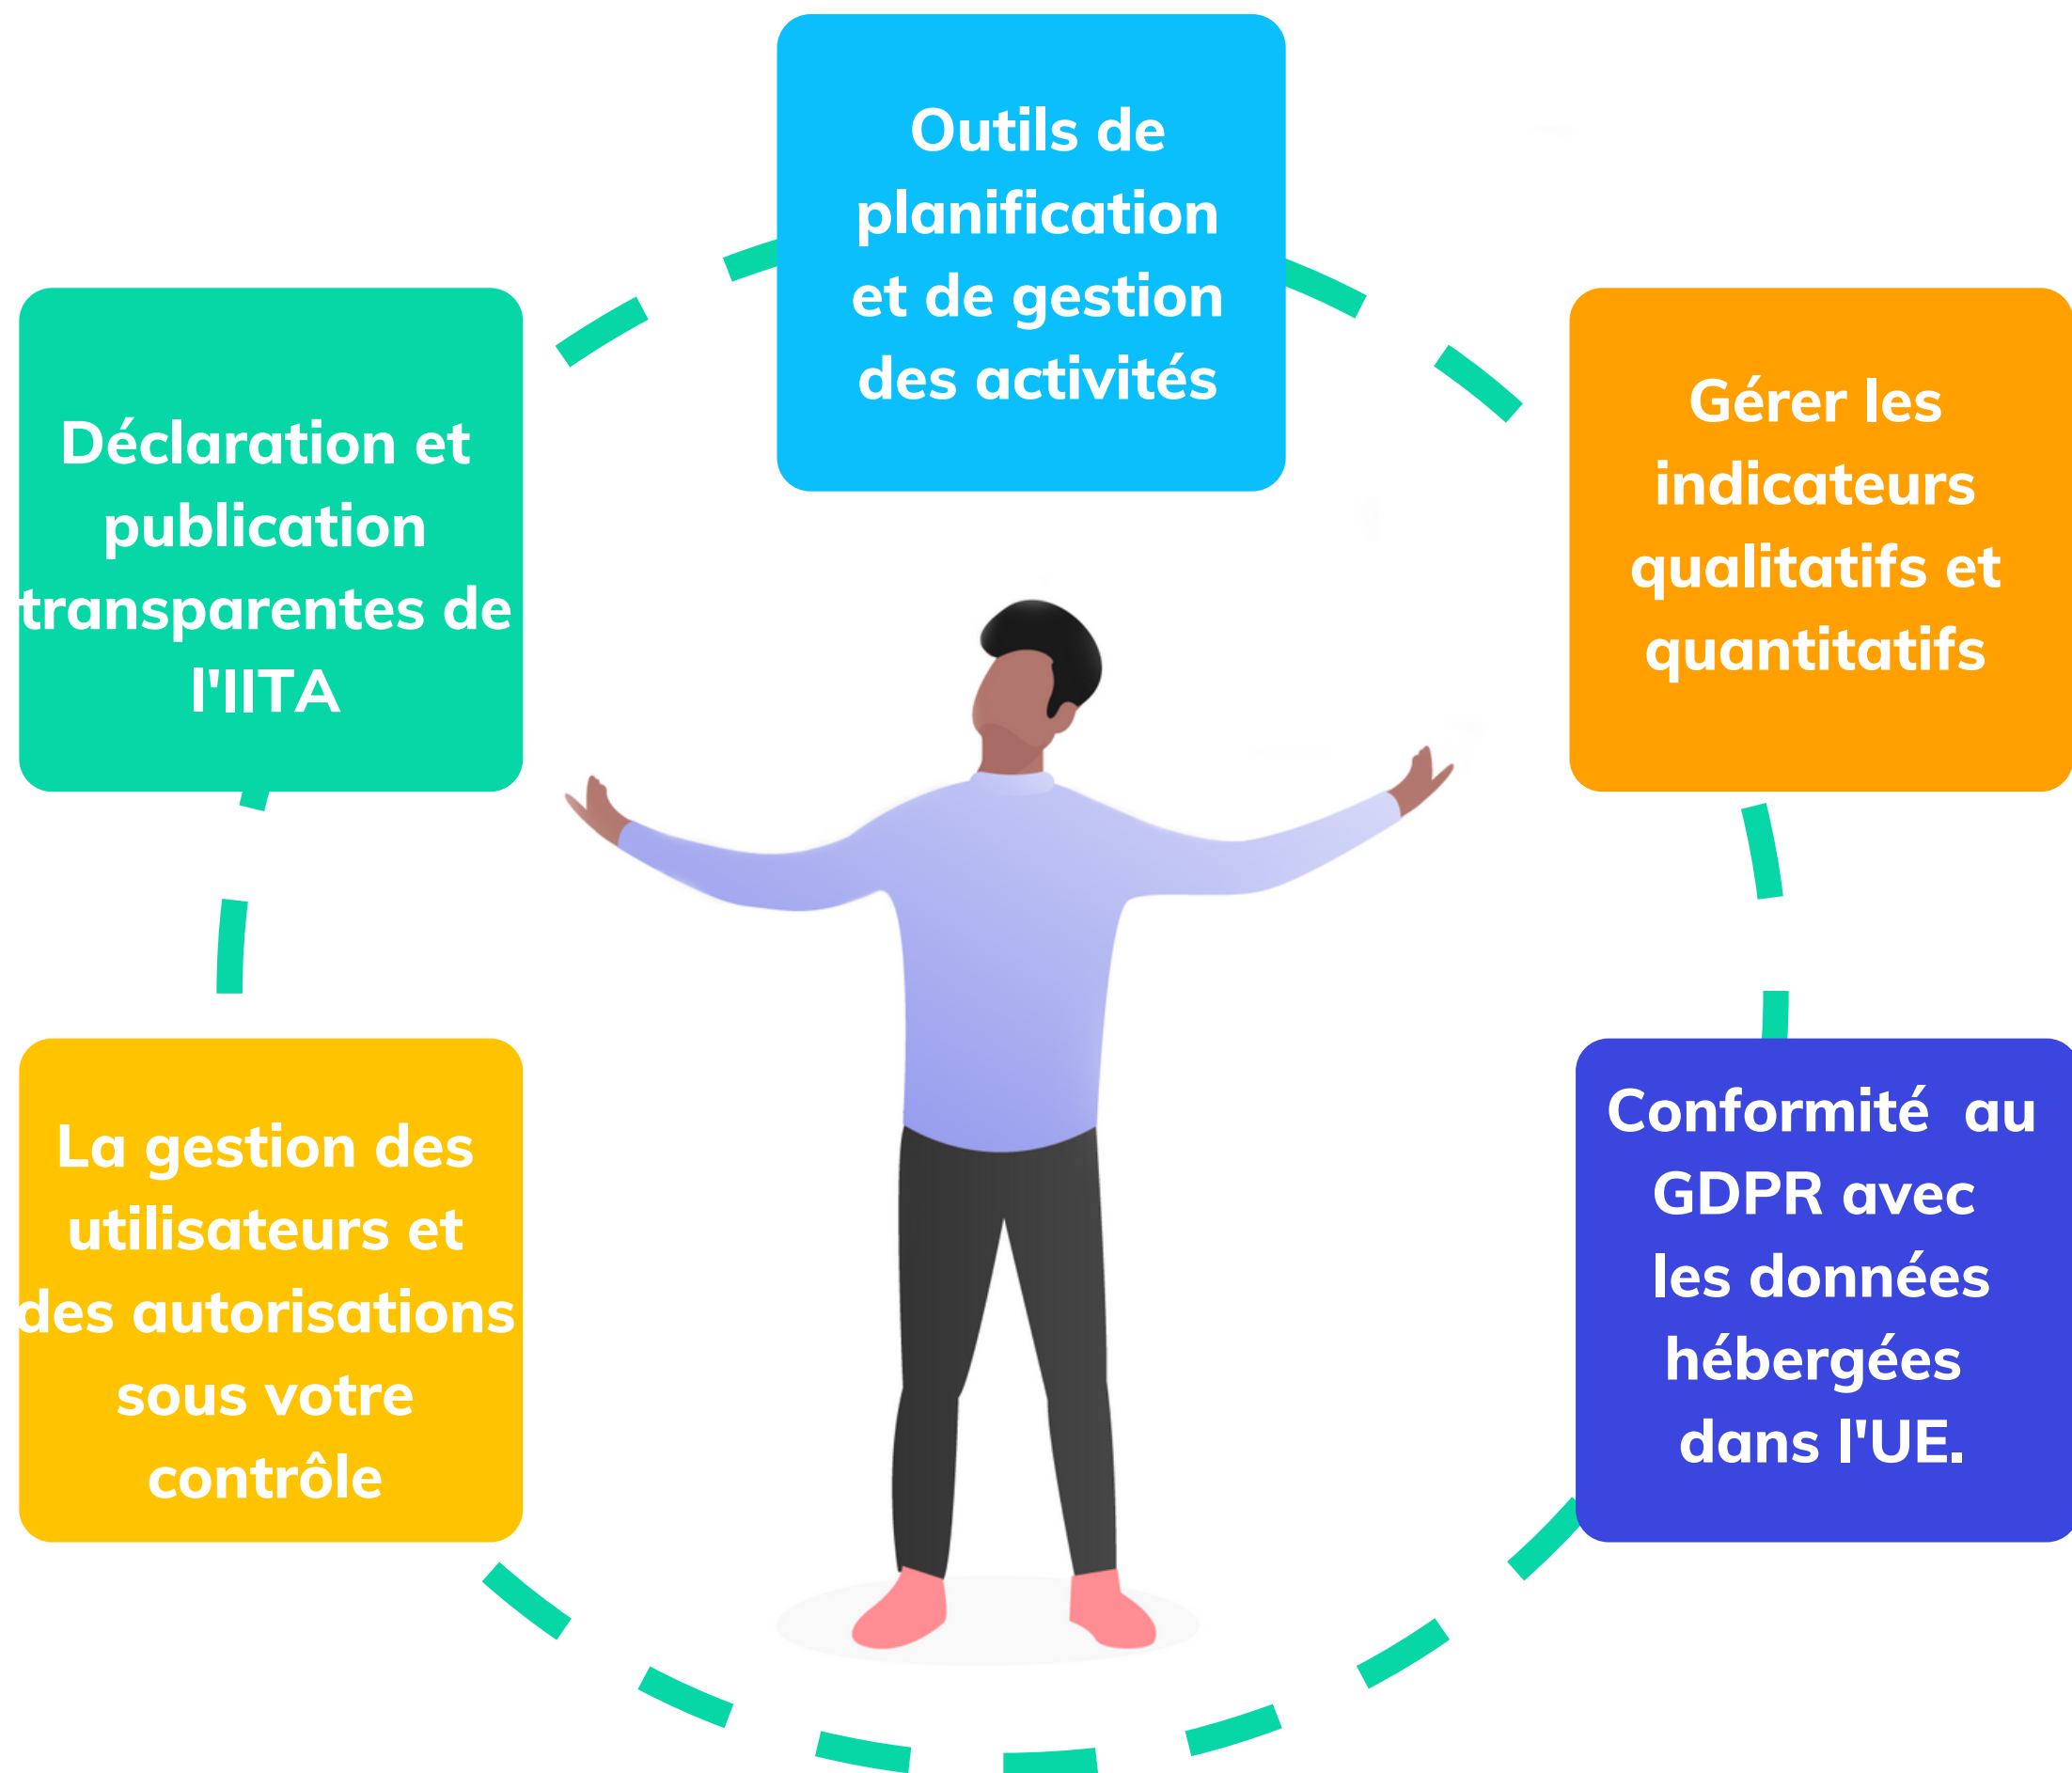 Outils de
planification
et de gestion
des activités
Déclaration et
publication
transparentes de
l'IITA
Gérer les
indicateurs
qualitatifs et
quantitatifs
La gestion des
utilisateurs et
des autorisations
sous votre
contrôle
Conformité  au
GDPR avec
les données
hébergées
dans l'UE.